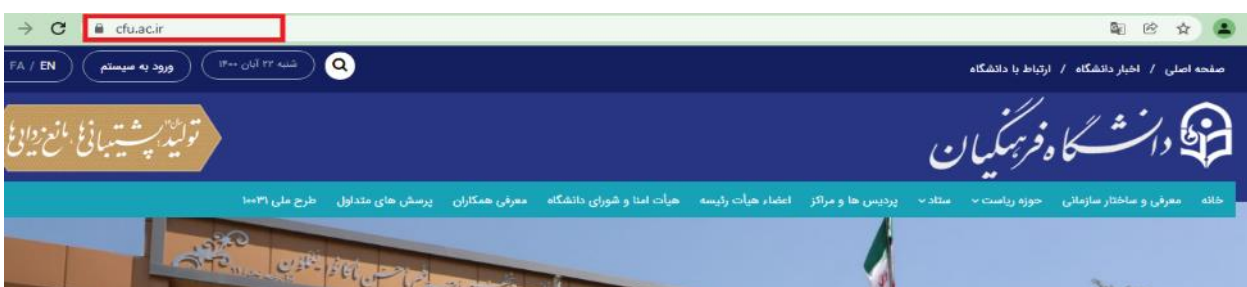 cfu.ac.ir
صفحه اصلی / اخبار دانشگاه / ارتباط با دانشگاه
شنبه ۲۲ آبان ۱۴۰۰
ورود به سیستم
FA / EN
دانشگاه فرهنگیان
تولید؛ پشتیبانی‌ها، مانع‌زدایی‌ها
خانه معرفی و ساختار سازمانی حوزه ریاست ستاد پردیس ها و مراکز اعضاء هیأت رئیسه هیأت امنا و شورای دانشگاه معرفی همکاران پرسش های متداول طرح ملی ۱۰۰۳۱